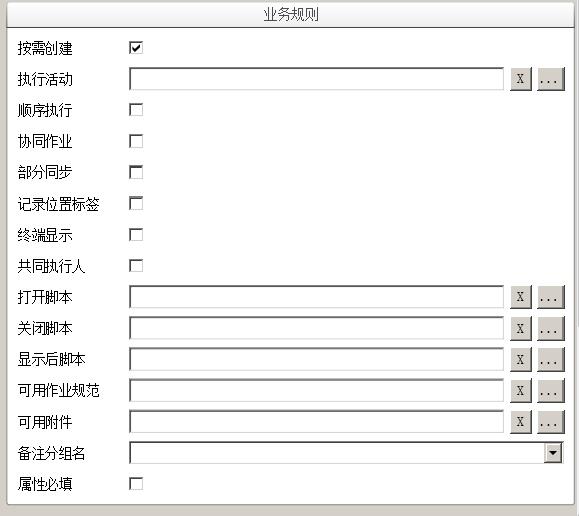 业务规则
按需创建
执行活动 X ...
顺序执行
协同作业
部分同步
记录位置标签
终端显示
共同执行人
打开脚本 X ...
关闭脚本 X ...
显示后脚本 X ...
可用作业规范 X ...
可用附件 X ...
备注分组名
属性必填